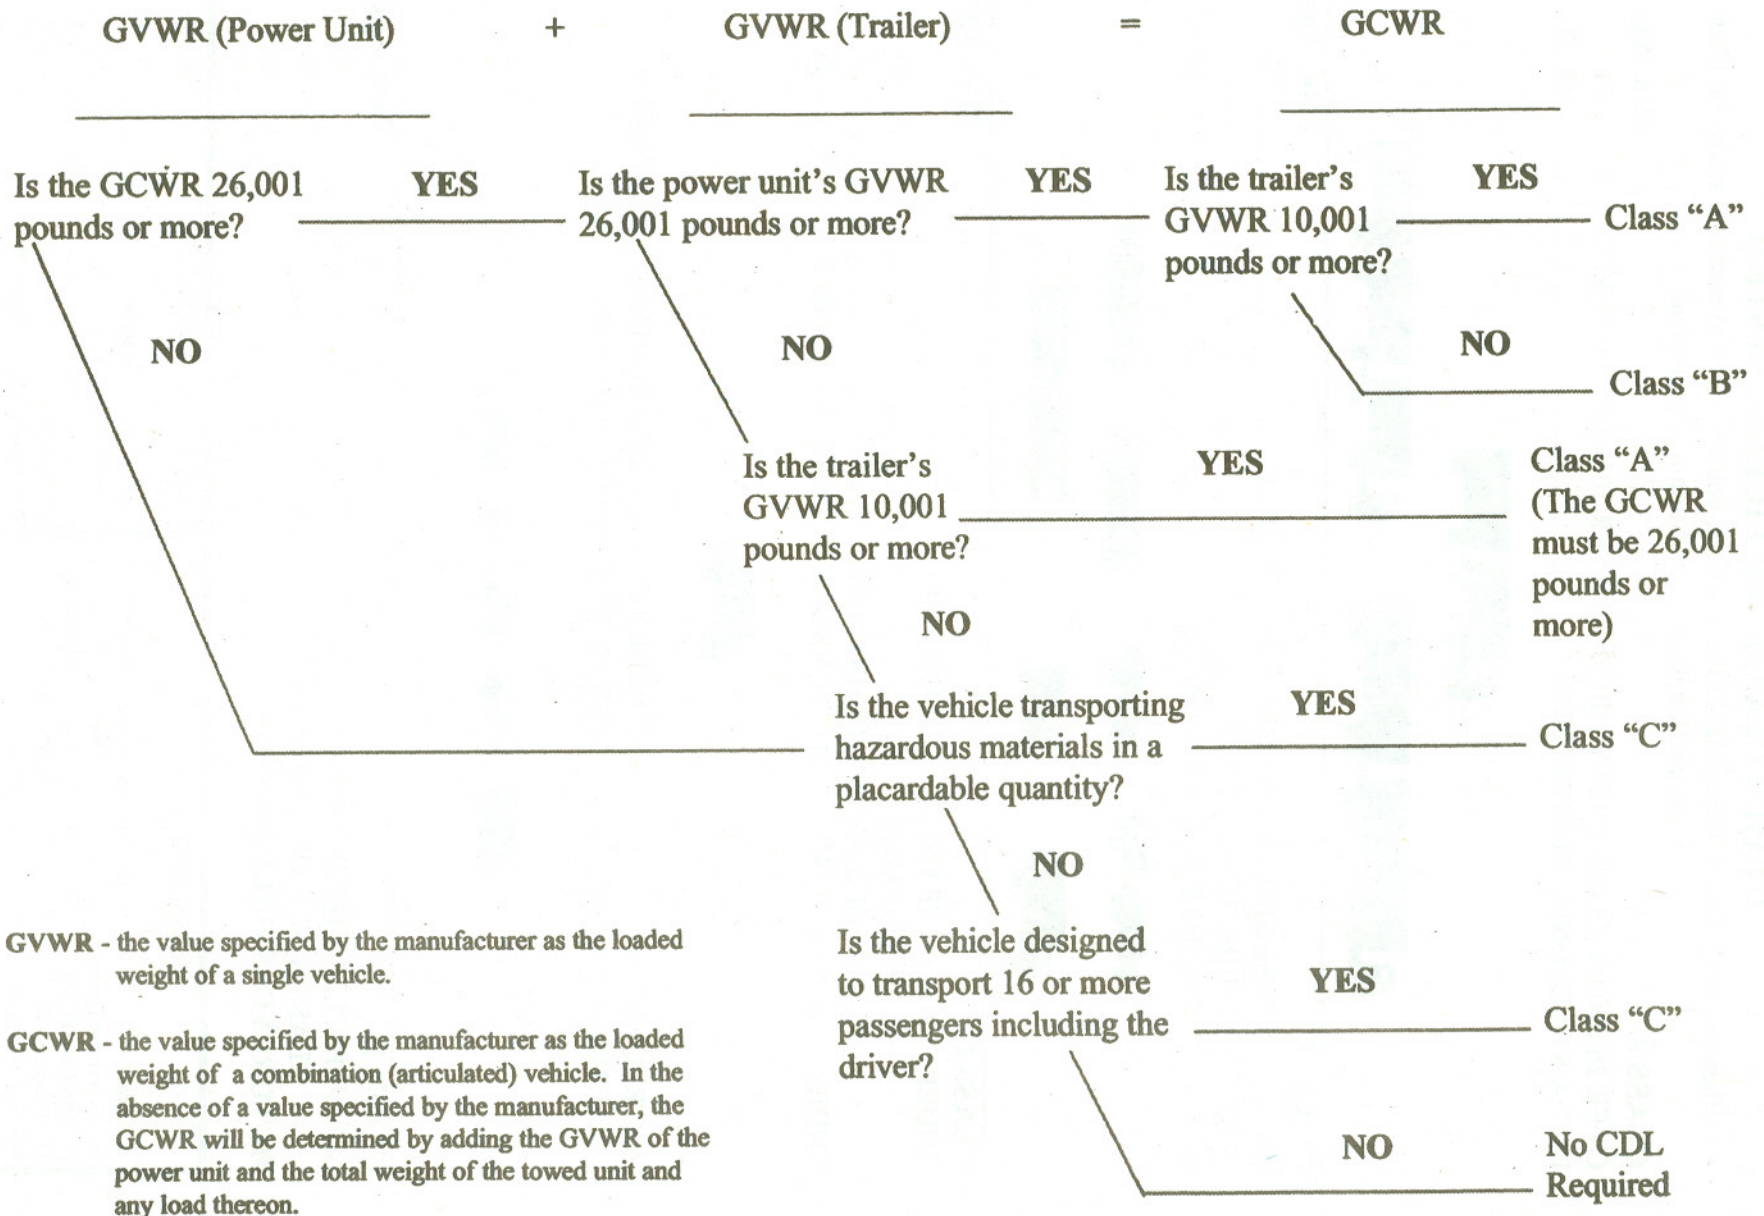 GVWR (Power Unit) + GVWR (Trailer) = GCWR
Is the GCWR 26,001
pounds or more?
YES
Is the power unit's GVWR
26,001 pounds or more?
YES
Is the trailer's
GVWR 10,001
pounds or more?
YES
Class “A”
NO
NO
NO
Class “B”
Is the trailer's
GVWR 10,001
pounds or more?
YES
Class “A”
(The GCWR
must be 26,001
pounds or
more)
NO
Is the vehicle transporting
hazardous materials in a
placardable quantity?
YES
Class “C”
NO
Is the vehicle designed
to transport 16 or more
passengers including the
driver?
YES
Class “C”
NO
No CDL
Required
GVWR - the value specified by the manufacturer as the loaded
weight of a single vehicle.
GCWR - the value specified by the manufacturer as the loaded
weight of a combination (articulated) vehicle. In the
absence of a value specified by the manufacturer, the
GCWR will be determined by adding the GVWR of the
power unit and the total weight of the towed unit and
any load thereon.